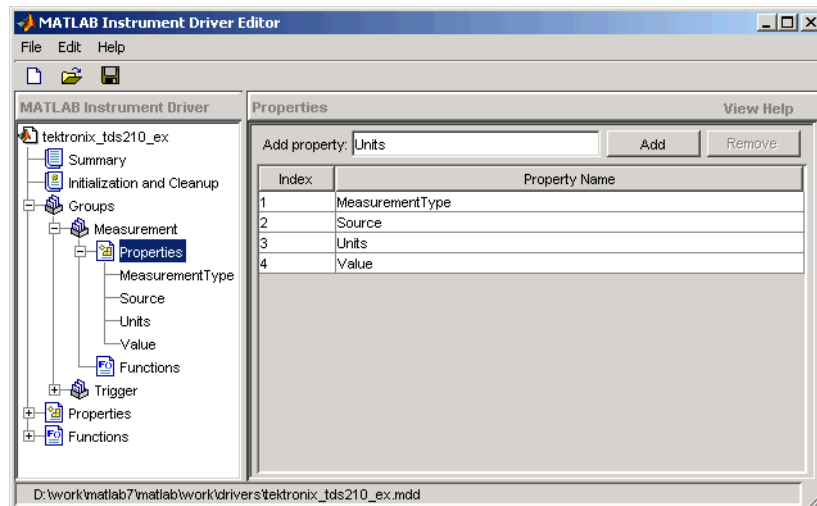 MATLAB Instrument Driver Editor
File Edit Help
MATLAB Instrument Driver
tektronix_tds210_ex
Summary
Initialization and Cleanup
Groups
Measurement
Properties
MeasurementType
Source
Units
Value
Functions
Trigger
Properties
Functions
Properties View Help
Add property: Units Add Remove
Index Property Name
1 MeasurementType
2 Source
3 Units
4 Value
D:\work\matlab7\matlab\work\drivers\tektronix_tds210_ex.mdd